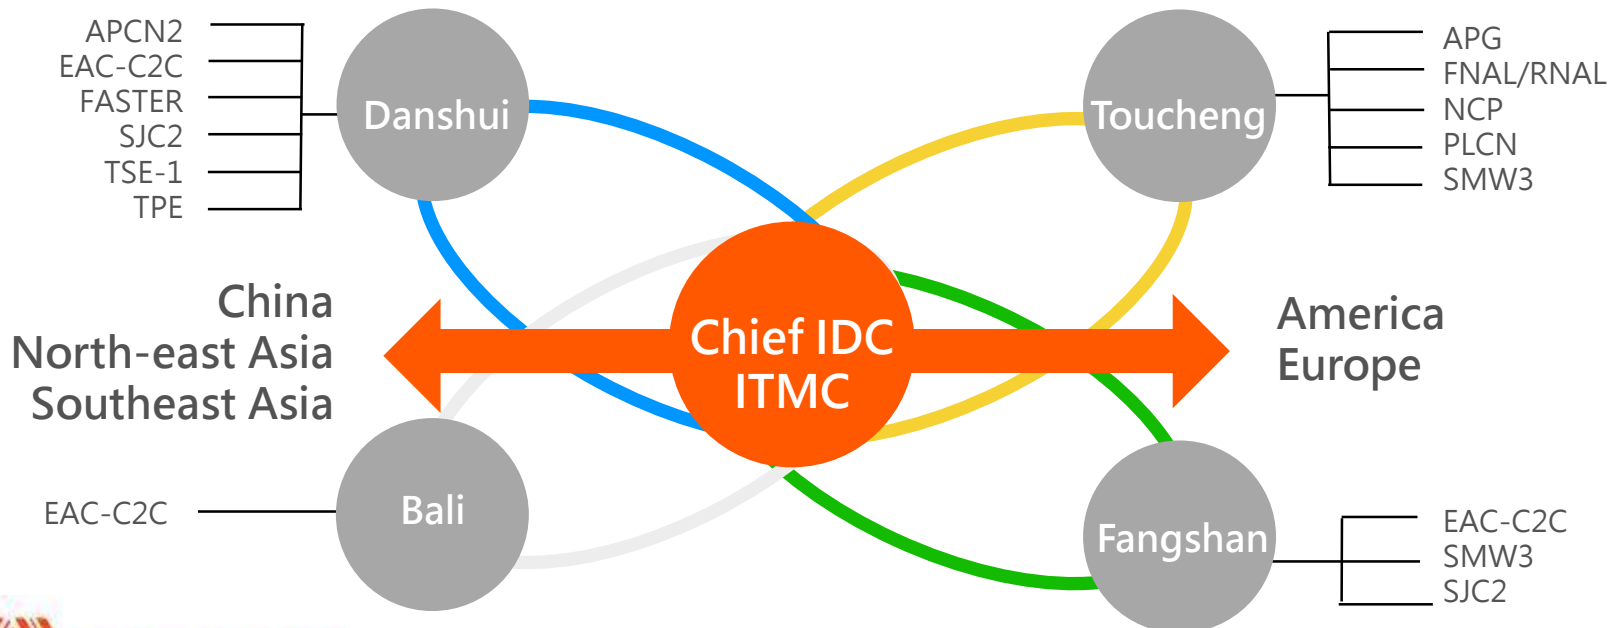 APCN2
EAC-C2C
FASTER
SJC2
TSE-1
TPE
Danshui
Toucheng
APG
FNAL/RNAL
NCP
PLCN
SMW3
China
North-east Asia
Southeast Asia
Chief IDC
ITMC
America
Europe
EAC-C2C
Bali
Fangshan
EAC-C2C
SMW3
SJC2